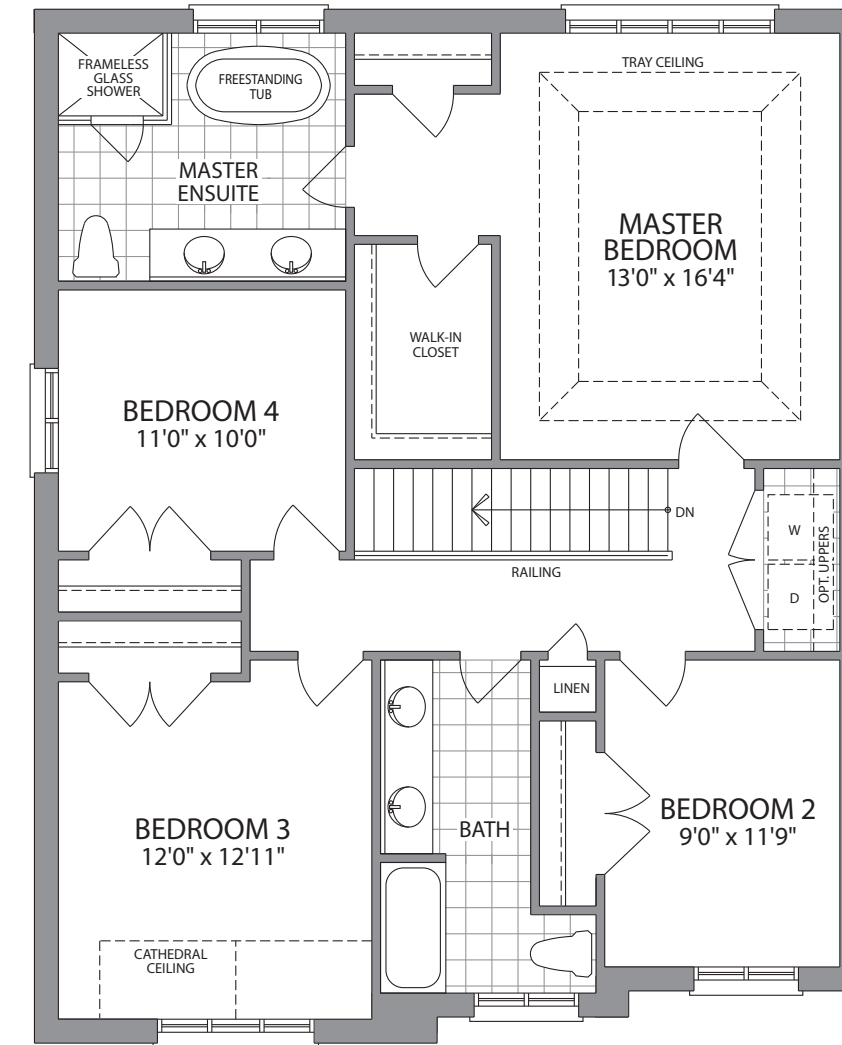 FRAMELESS
GLASS
SHOWER
FREESTANDING
TUB
TRAY CEILING
MASTER
ENSUITE
MASTER
BEDROOM
13'0" x 16'4"
WALK-IN
CLOSET
BEDROOM 4
11'0" x 10'0"
DN
W
D
OPT. UPPERS
RAILING
LINEN
BEDROOM 3
12'0" x 12'11"
BATH
BEDROOM 2
9'0" x 11'9"
CATHEDRAL
CEILING